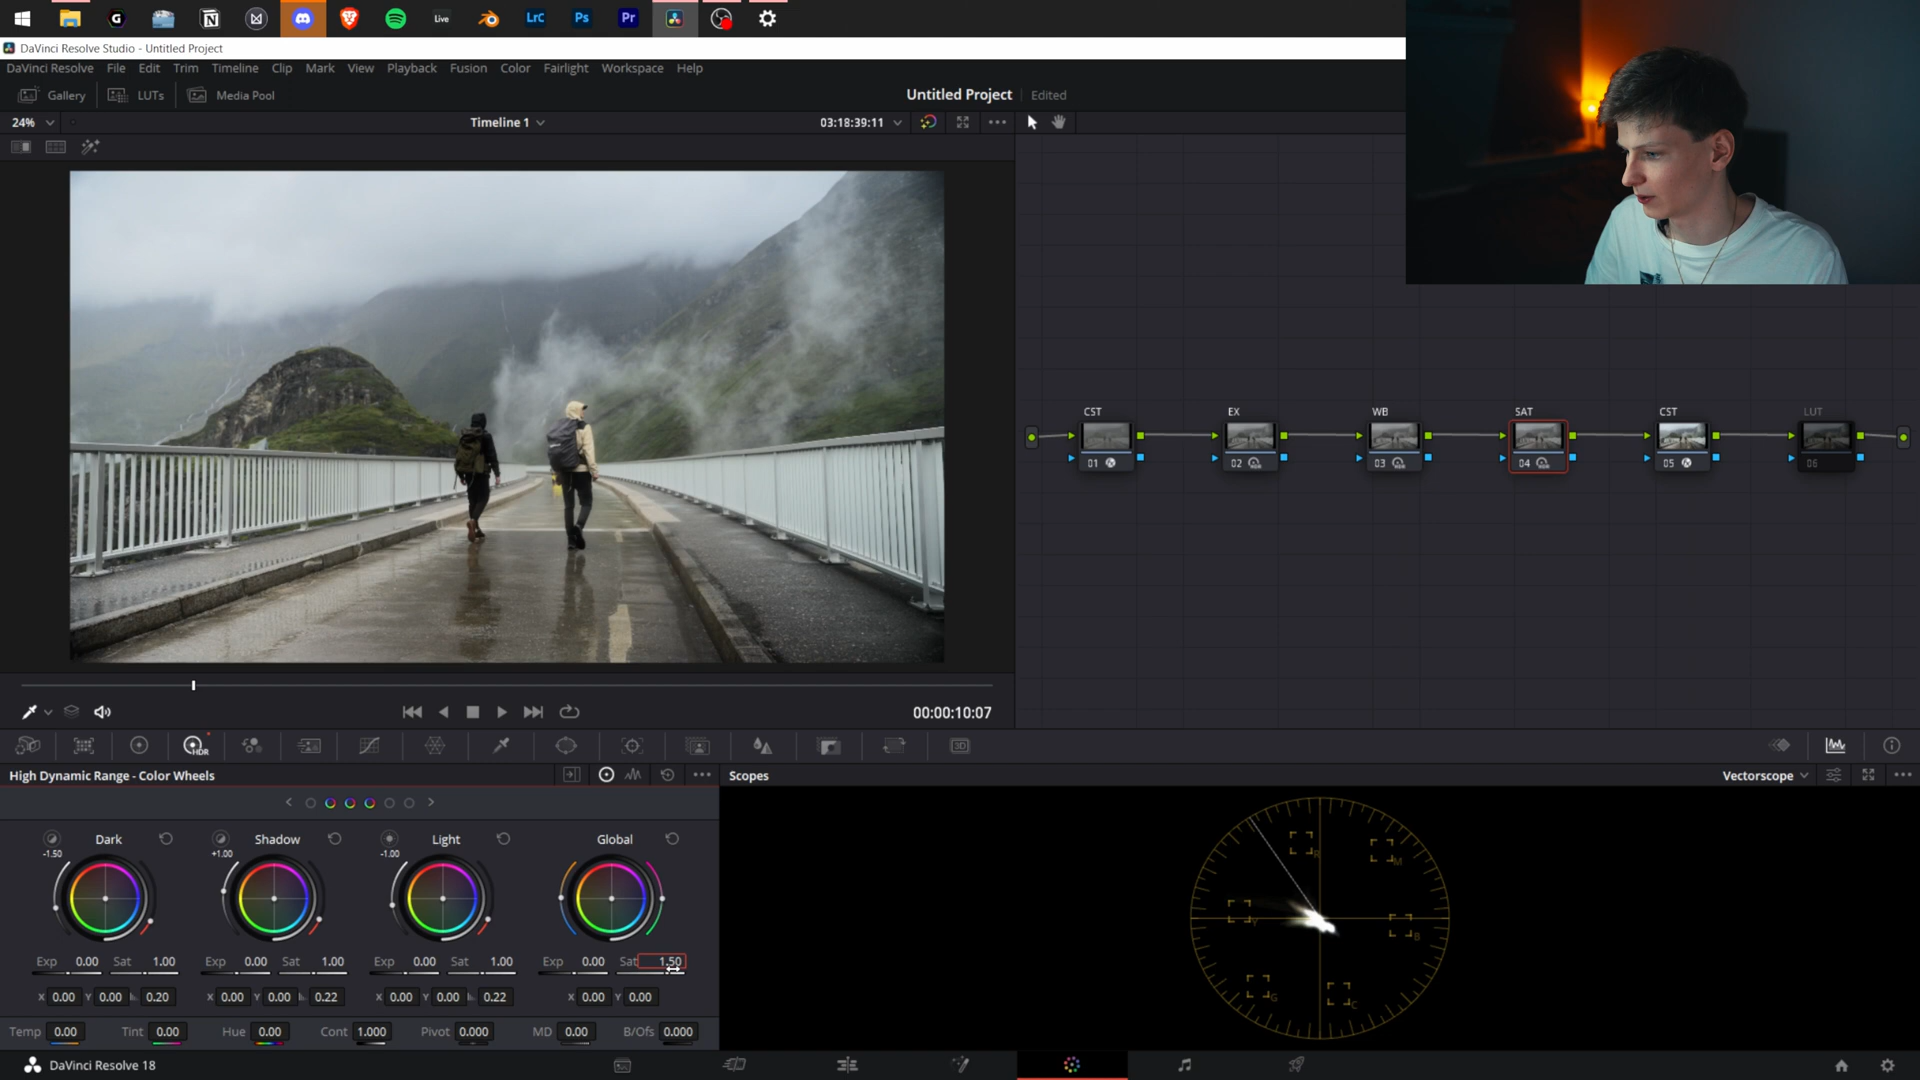 Live
LrC
Ps
Pr
DaVinci Resolve Studio - Untitled Project
DaVinci Resolve File Edit Trim Timeline Clip Mark View Playback Fusion Color Fairlight Workspace Help
Gallery LUTs Media Pool
Untitled Project Edited
24% Timeline 1 03:18:39:11
CST EX WB SAT CST LUT
01 02 03 04 05 06
00:00:10:07
HDR
3D
High Dynamic Range - Color Wheels
Scopes
Vectorscope
Dark Shadow Light Global
-1.50 +1.00 -1.00
R M
Y B
G C
Exp 0.00 Sat 1.00 Exp 0.00 Sat 1.00 Exp 0.00 Sat 1.00 Exp 0.00 Sat 1.50
X 0.00 Y 0.00 0.20 X 0.00 Y 0.00 0.22 X 0.00 Y 0.00 0.22 X 0.00 Y 0.00
Temp 0.00 Tint 0.00 Hue 0.00 Cont 1.000 Pivot 0.000 MD 0.00 B/Ofs 0.000
DaVinci Resolve 18